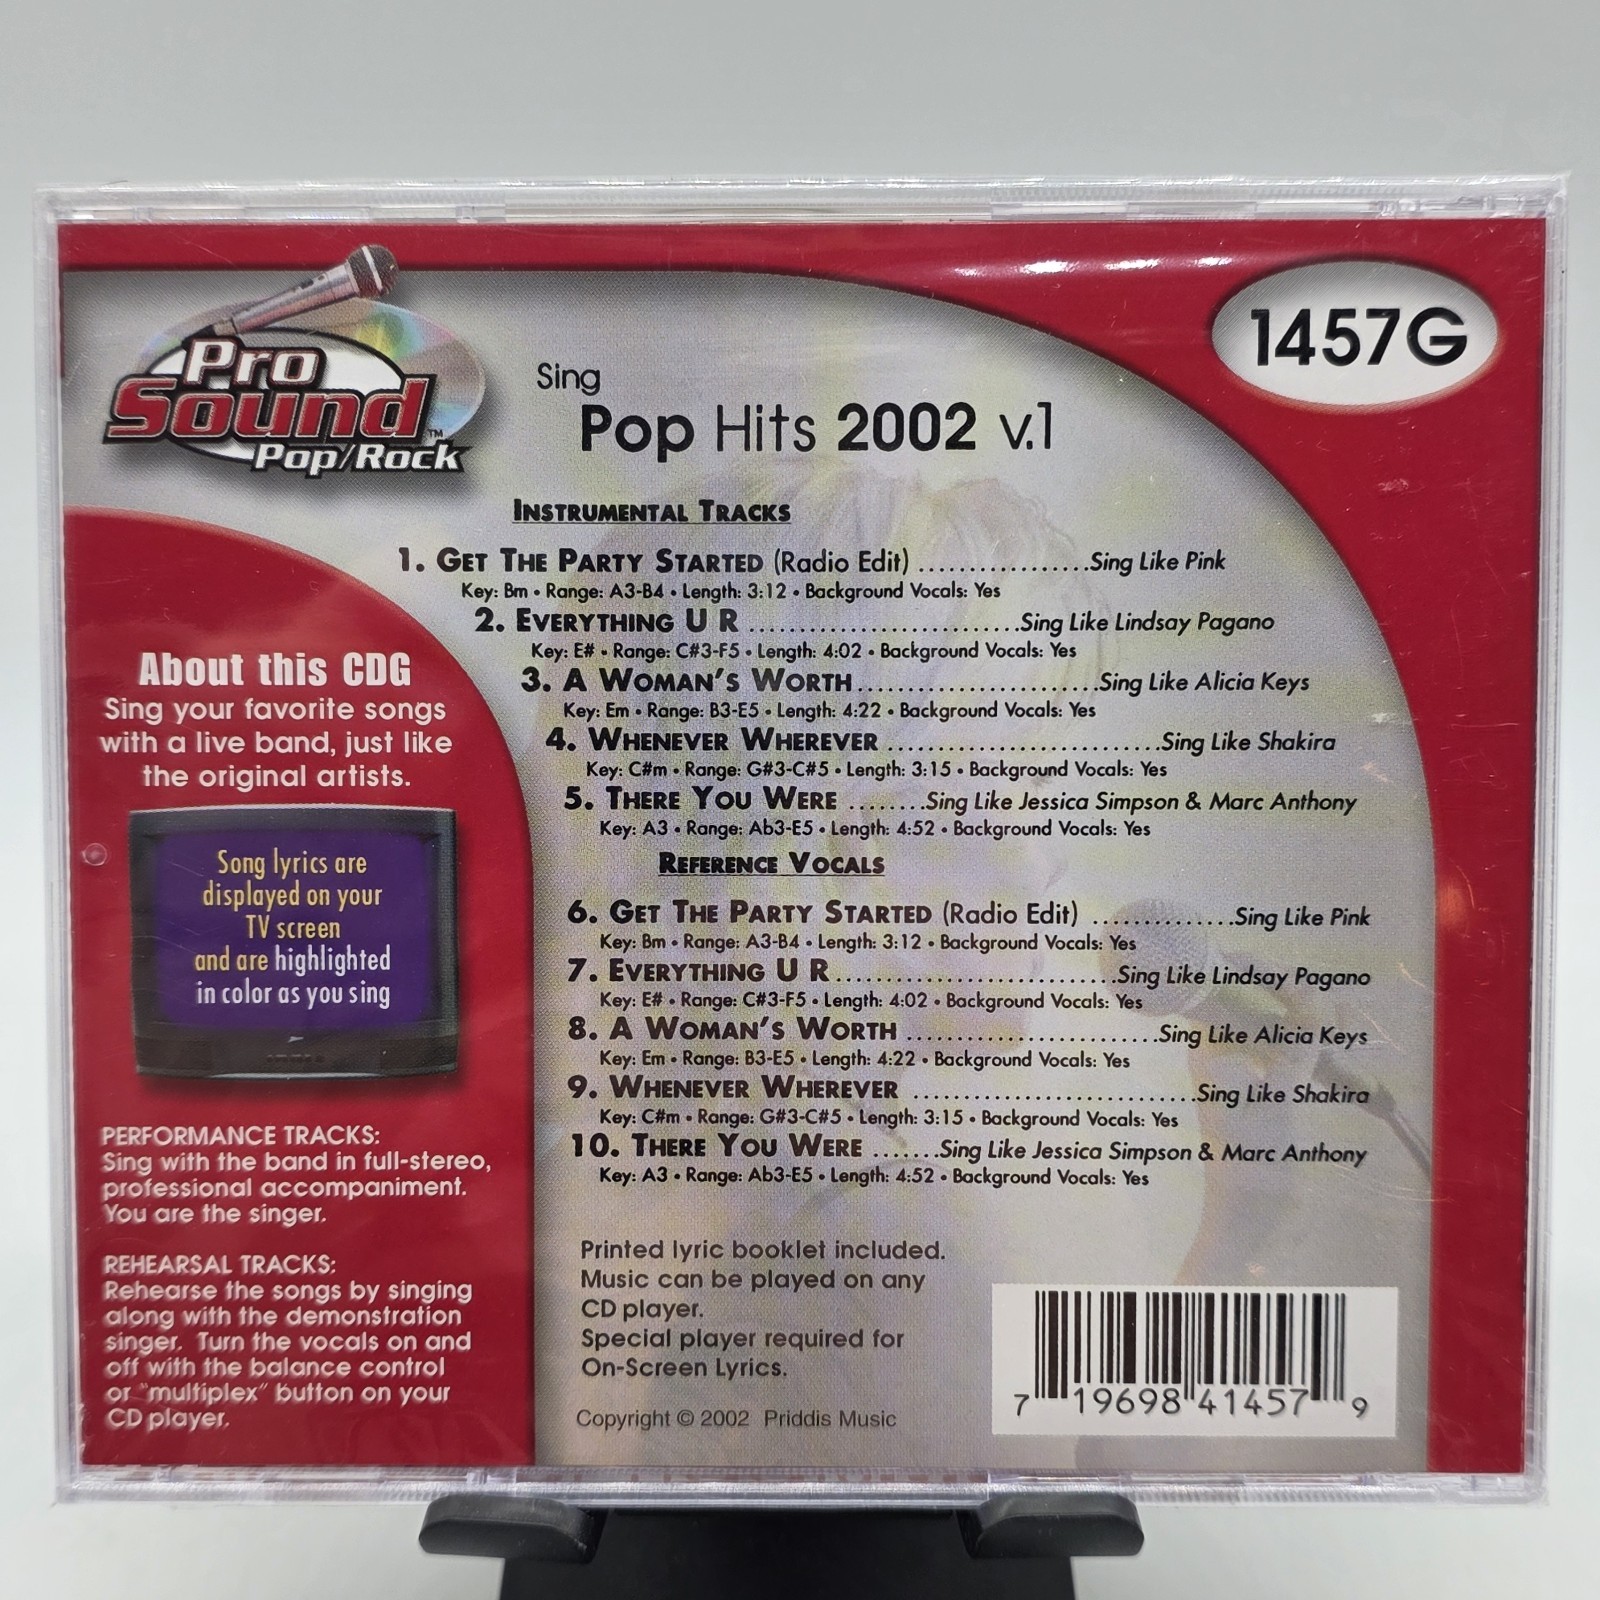 Pro
Sound™
Pop/Rock
1457G
Sing
Pop Hits 2002 v.1
INSTRUMENTAL TRACKS
1. GET THE PARTY STARTED (Radio Edit) .................Sing Like Pink
Key: Bm • Range: A3-B4 • Length: 3:12 • Background Vocals: Yes
2. EVERYTHING U R ...........................Sing Like Lindsay Pagano
Key: E# • Range: C#3-F5 • Length: 4:02 • Background Vocals: Yes
3. A WOMAN'S WORTH........................Sing Like Alicia Keys
Key: Em • Range: B3-E5 • Length: 4:22 • Background Vocals: Yes
4. WHENEVER WHEREVER ...........................Sing Like Shakira
Key: C#m • Range: G#3-C#5 • Length: 3:15 • Background Vocals: Yes
5. THERE YOU WERE ........Sing Like Jessica Simpson & Marc Anthony
Key: A3 • Range: Ab3-E5 • Length: 4:52 • Background Vocals: Yes
REFERENCE VOCALS
6. GET THE PARTY STARTED (Radio Edit) ..............Sing Like Pink
Key: Bm • Range: A3-B4 • Length: 3:12 • Background Vocals: Yes
7. EVERYTHING U R............................Sing Like Lindsay Pagano
Key: E# • Range: C#3-F5 • Length: 4:02 • Background Vocals: Yes
8. A WOMAN'S WORTH .........................Sing Like Alicia Keys
Key: Em • Range: B3-E5 • Length: 4:22 • Background Vocals: Yes
9. WHENEVER WHEREVER ............................Sing Like Shakira
Key: C#m • Range: G#3-C#5 • Length: 3:15 • Background Vocals: Yes
10. THERE YOU WERE .......Sing Like Jessica Simpson & Marc Anthony
Key: A3 • Range: Ab3-E5 • Length: 4:52 • Background Vocals: Yes
About this CDG
Sing your favorite songs
with a live band, just like
the original artists.
Song lyrics are
displayed on your
TV screen
and are highlighted
in color as you sing
PERFORMANCE TRACKS:
Sing with the band in full-stereo,
professional accompaniment.
You are the singer.
REHEARSAL TRACKS:
Rehearse the songs by singing
along with the demonstration
singer. Turn the vocals on and
off with the balance control
or "multiplex" button on your
CD player.
Printed lyric booklet included.
Music can be played on any
CD player.
Special player required for
On-Screen Lyrics.
Copyright © 2002 Priddis Music
7 19698 41457 9